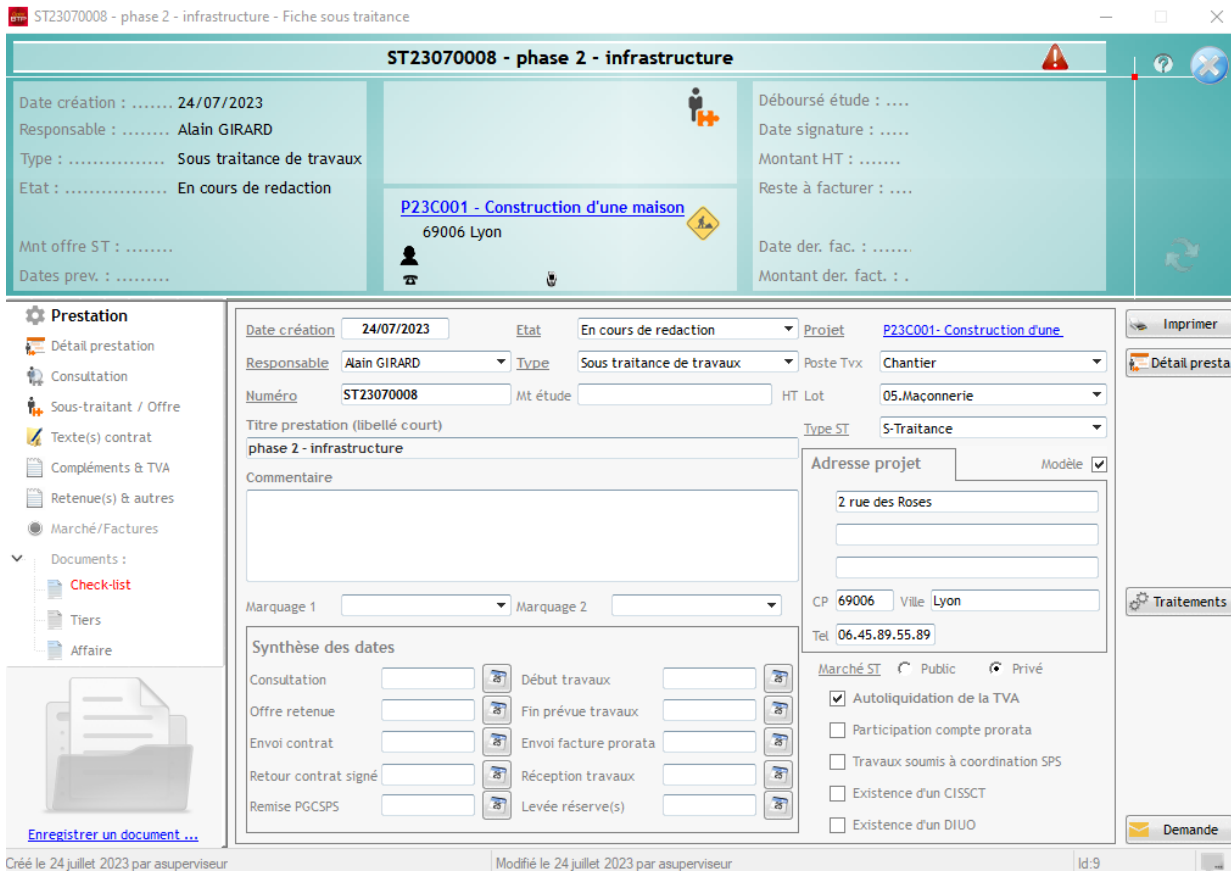 ST23070008 - phase 2 - infrastructure - Fiche sous traitance
ST23070008 - phase 2 - infrastructure
Date création : ....... 24/07/2023
Responsable : ........ Alain GIRARD
Type : ................ Sous traitance de travaux
Etat : ................. En cours de redaction
Mnt offre ST : ........
Dates prev. : .........
P23C001 - Construction d'une maison
69006 Lyon
Déboursé étude : ....
Date signature : .....
Montant HT : .......
Reste à facturer : ....
Date der. fac. : .......
Montant der. fact. : .
Prestation
Détail prestation
Consultation
Sous-traitant / Offre
Texte(s) contrat
Compléments & TVA
Retenue(s) & autres
Marché/Factures
Documents :
Check-list
Tiers
Affaire
Enregistrer un document ...
Date création 24/07/2023 Etat En cours de redaction Projet P23C001- Construction d'une
Responsable Alain GIRARD Type Sous traitance de travaux Poste Tvx Chantier
Numéro ST23070008 Mt étude HT Lot 05.Maçonnerie
Titre prestation (libellé court) Type ST S-Traitance
phase 2 - infrastructure
Commentaire
Adresse projet Modèle
2 rue des Roses
CP 69006 Ville Lyon
Tel 06.45.89.55.89
Marquage 1 Marquage 2
Synthèse des dates
Consultation Début travaux
Offre retenue Fin prévue travaux
Envoi contrat Envoi facture prorata
Retour contrat signé Réception travaux
Remise PGCSPS Levée réserve(s)
Marché ST Public Privé
Autoliquidation de la TVA
Participation compte prorata
Travaux soumis à coordination SPS
Existence d'un CISSCT
Existence d'un DIUO
Imprimer
Détail presta
Traitements
Demande
Créé le 24 juillet 2023 par asuperviseur Modifié le 24 juillet 2023 par asuperviseur Id:9